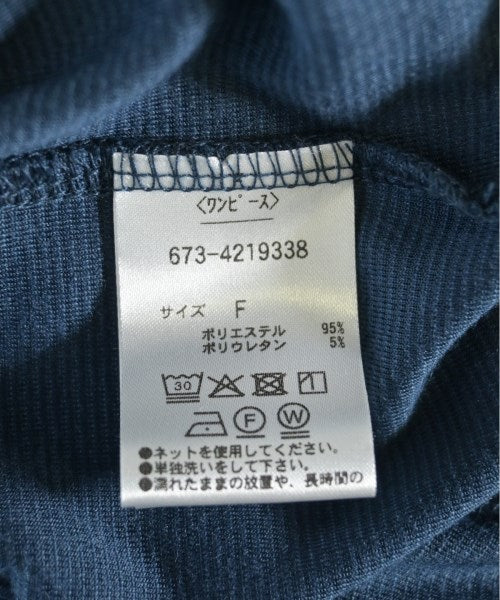 〈ワンピース〉
673-4219338
サイズ F
ポリエステル 95%
ポリウレタン 5%
30
F W
●ネットを使用してください。
●単独洗いをして下さい。
●濡れたままの放置や、長時間の